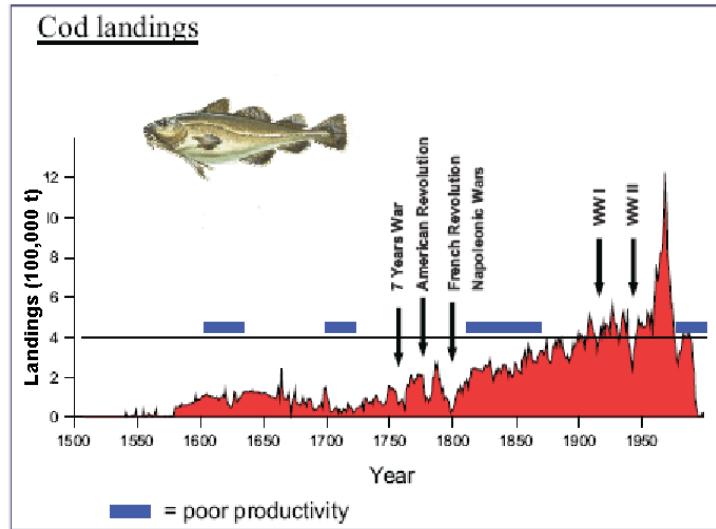 Cod landings
7 Years War
American Revolution
French Revolution
Napoleonic Wars
WW I
WW II
Landings (100,000 t)
12
10
8
6
4
2
0
1500 1550 1600 1650 1700 1750 1800 1850 1900 1950
Year
= poor productivity